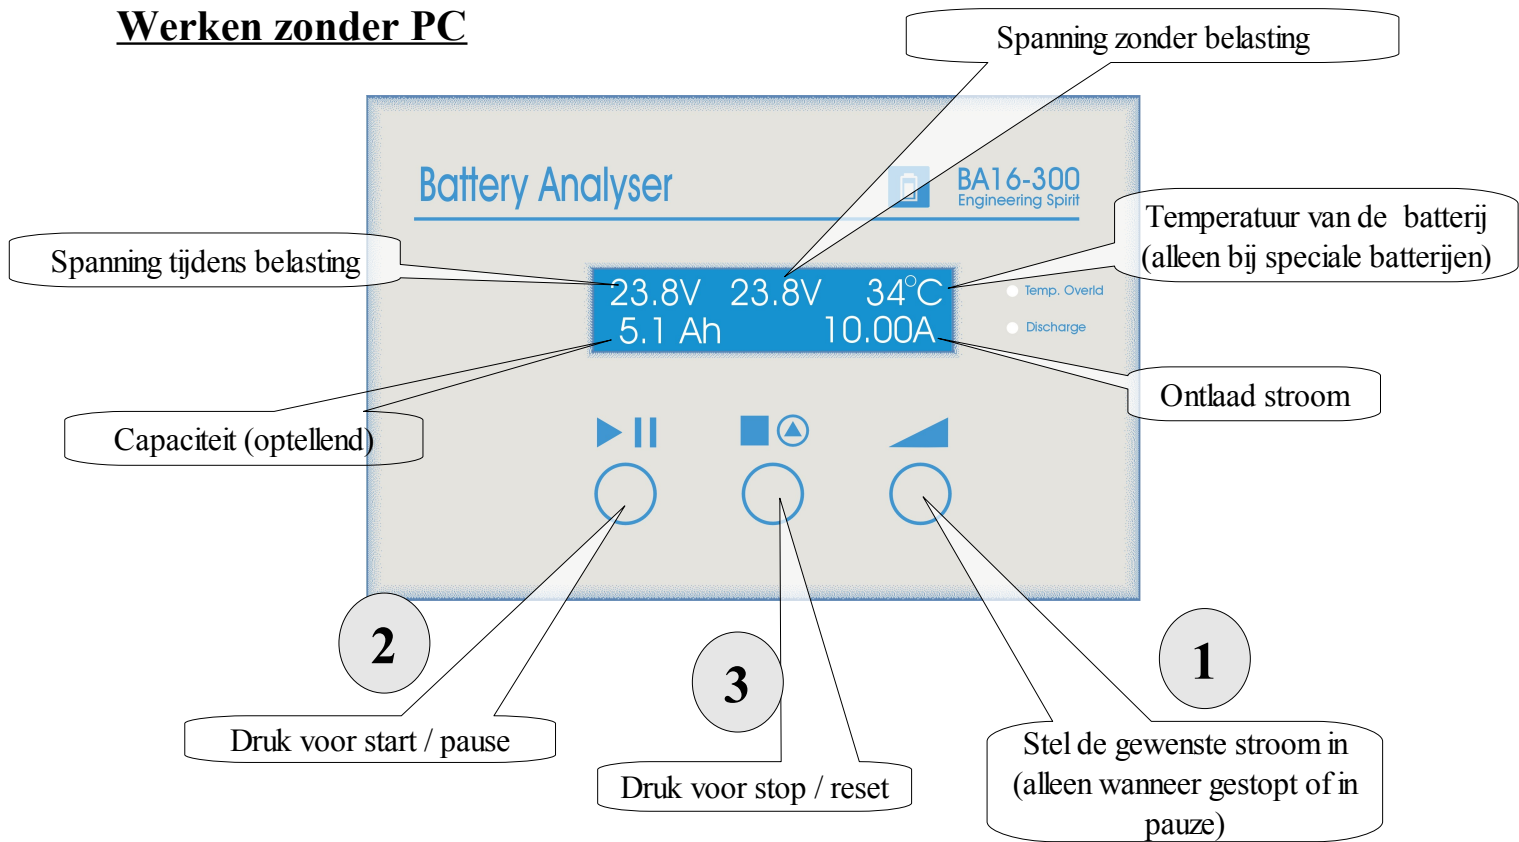 Werken zonder PC
Spanning zonder belasting
Battery Analyser
BA16-300
Engineering Spirit
Temperatuur van de batterij
(alleen bij speciale batterijen)
Spanning tijdens belasting
23.8V 23.8V 34°C
5.1 Ah 10.00A
Temp. Overld
Discharge
Ontlaad stroom
Capaciteit (optellend)
2
3
1
Druk voor start / pause
Druk voor stop / reset
Stel de gewenste stroom in
(alleen wanneer gestopt of in
pauze)